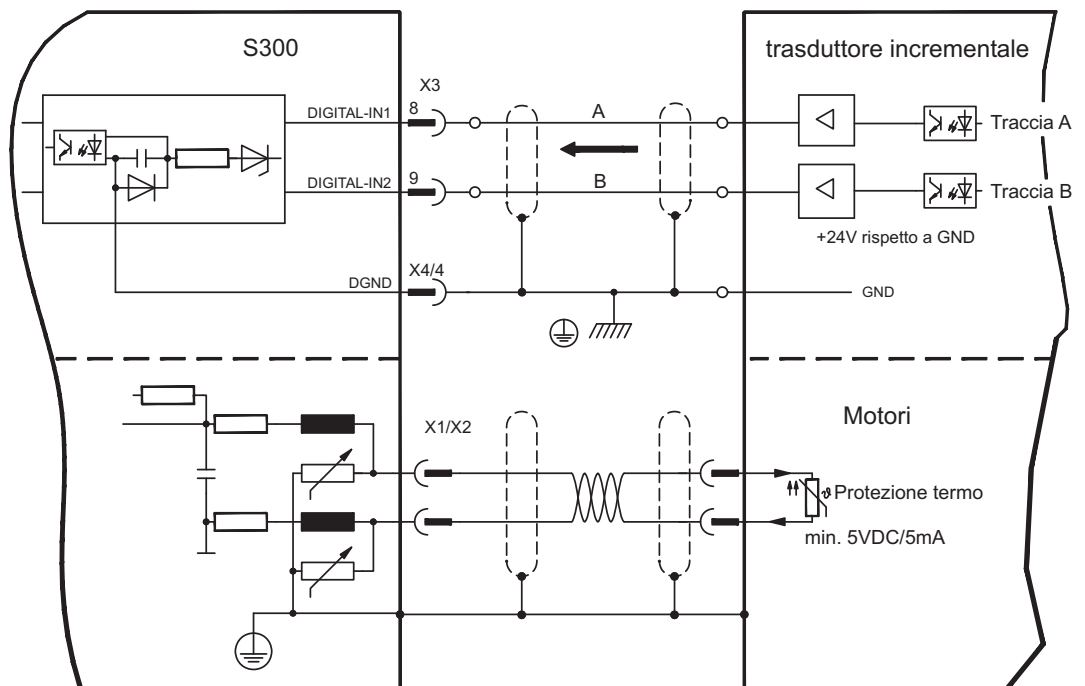 S300
trasduttore incrementale
X3
DIGITAL-IN1
8
A
Traccia A
DIGITAL-IN2
9
B
Traccia B
+24V rispetto a GND
X4/4
DGND
GND
Motori
X1/X2
ϑ Protezione termo
min. 5VDC/5mA